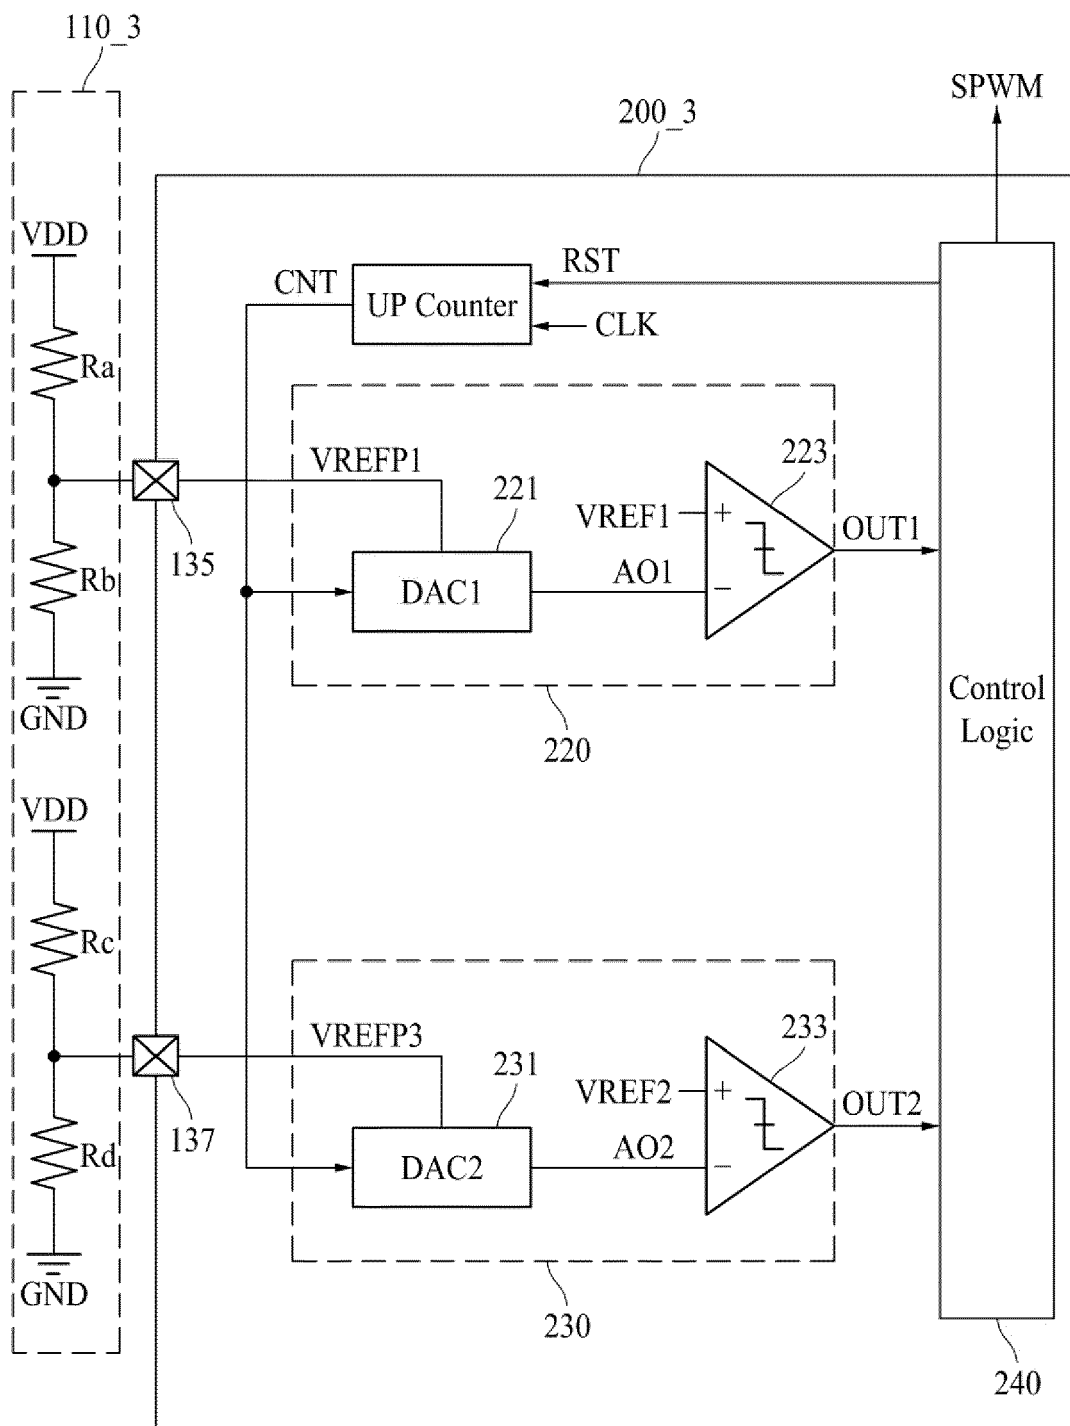 110_3
SPWM
200_3
VDD
RST
CNT
UP Counter
CLK
Ra
VREFP1
223
221
VREF1
+
OUT1
135
Rb
DAC1
AO1
−
GND
220
Control
Logic
VDD
Rc
VREFP3
233
231
VREF2
+
OUT2
137
Rd
DAC2
AO2
−
GND
230
240